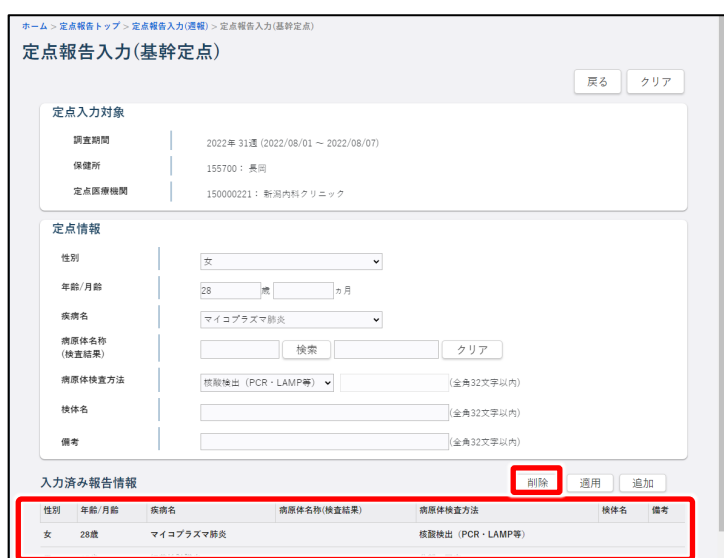 ホーム > 定点報告トップ > 定点報告入力(週報) > 定点報告入力(基幹定点)
定点報告入力(基幹定点)
戻る クリア
定点入力対象
調査期間 2022年 31週 (2022/08/01 ～ 2022/08/07)
保健所 155700： 長岡
定点医療機関 150000221： 新潟内科クリニック
定点情報
性別 女
年齢/月齢 28 歳 ヵ月
疾病名 マイコプラズマ肺炎
病原体名称
(検査結果) 検索 クリア
病原体検査方法 核酸検出（PCR・LAMP等） (全角32文字以内)
検体名 (全角32文字以内)
備考 (全角32文字以内)
入力済み報告情報 削除 適用 追加
性別 年齢/月齢 疾病名 病原体名称(検査結果) 病原体検査方法 検体名 備考
女 28歳 マイコプラズマ肺炎 核酸検出（PCR・LAMP等）